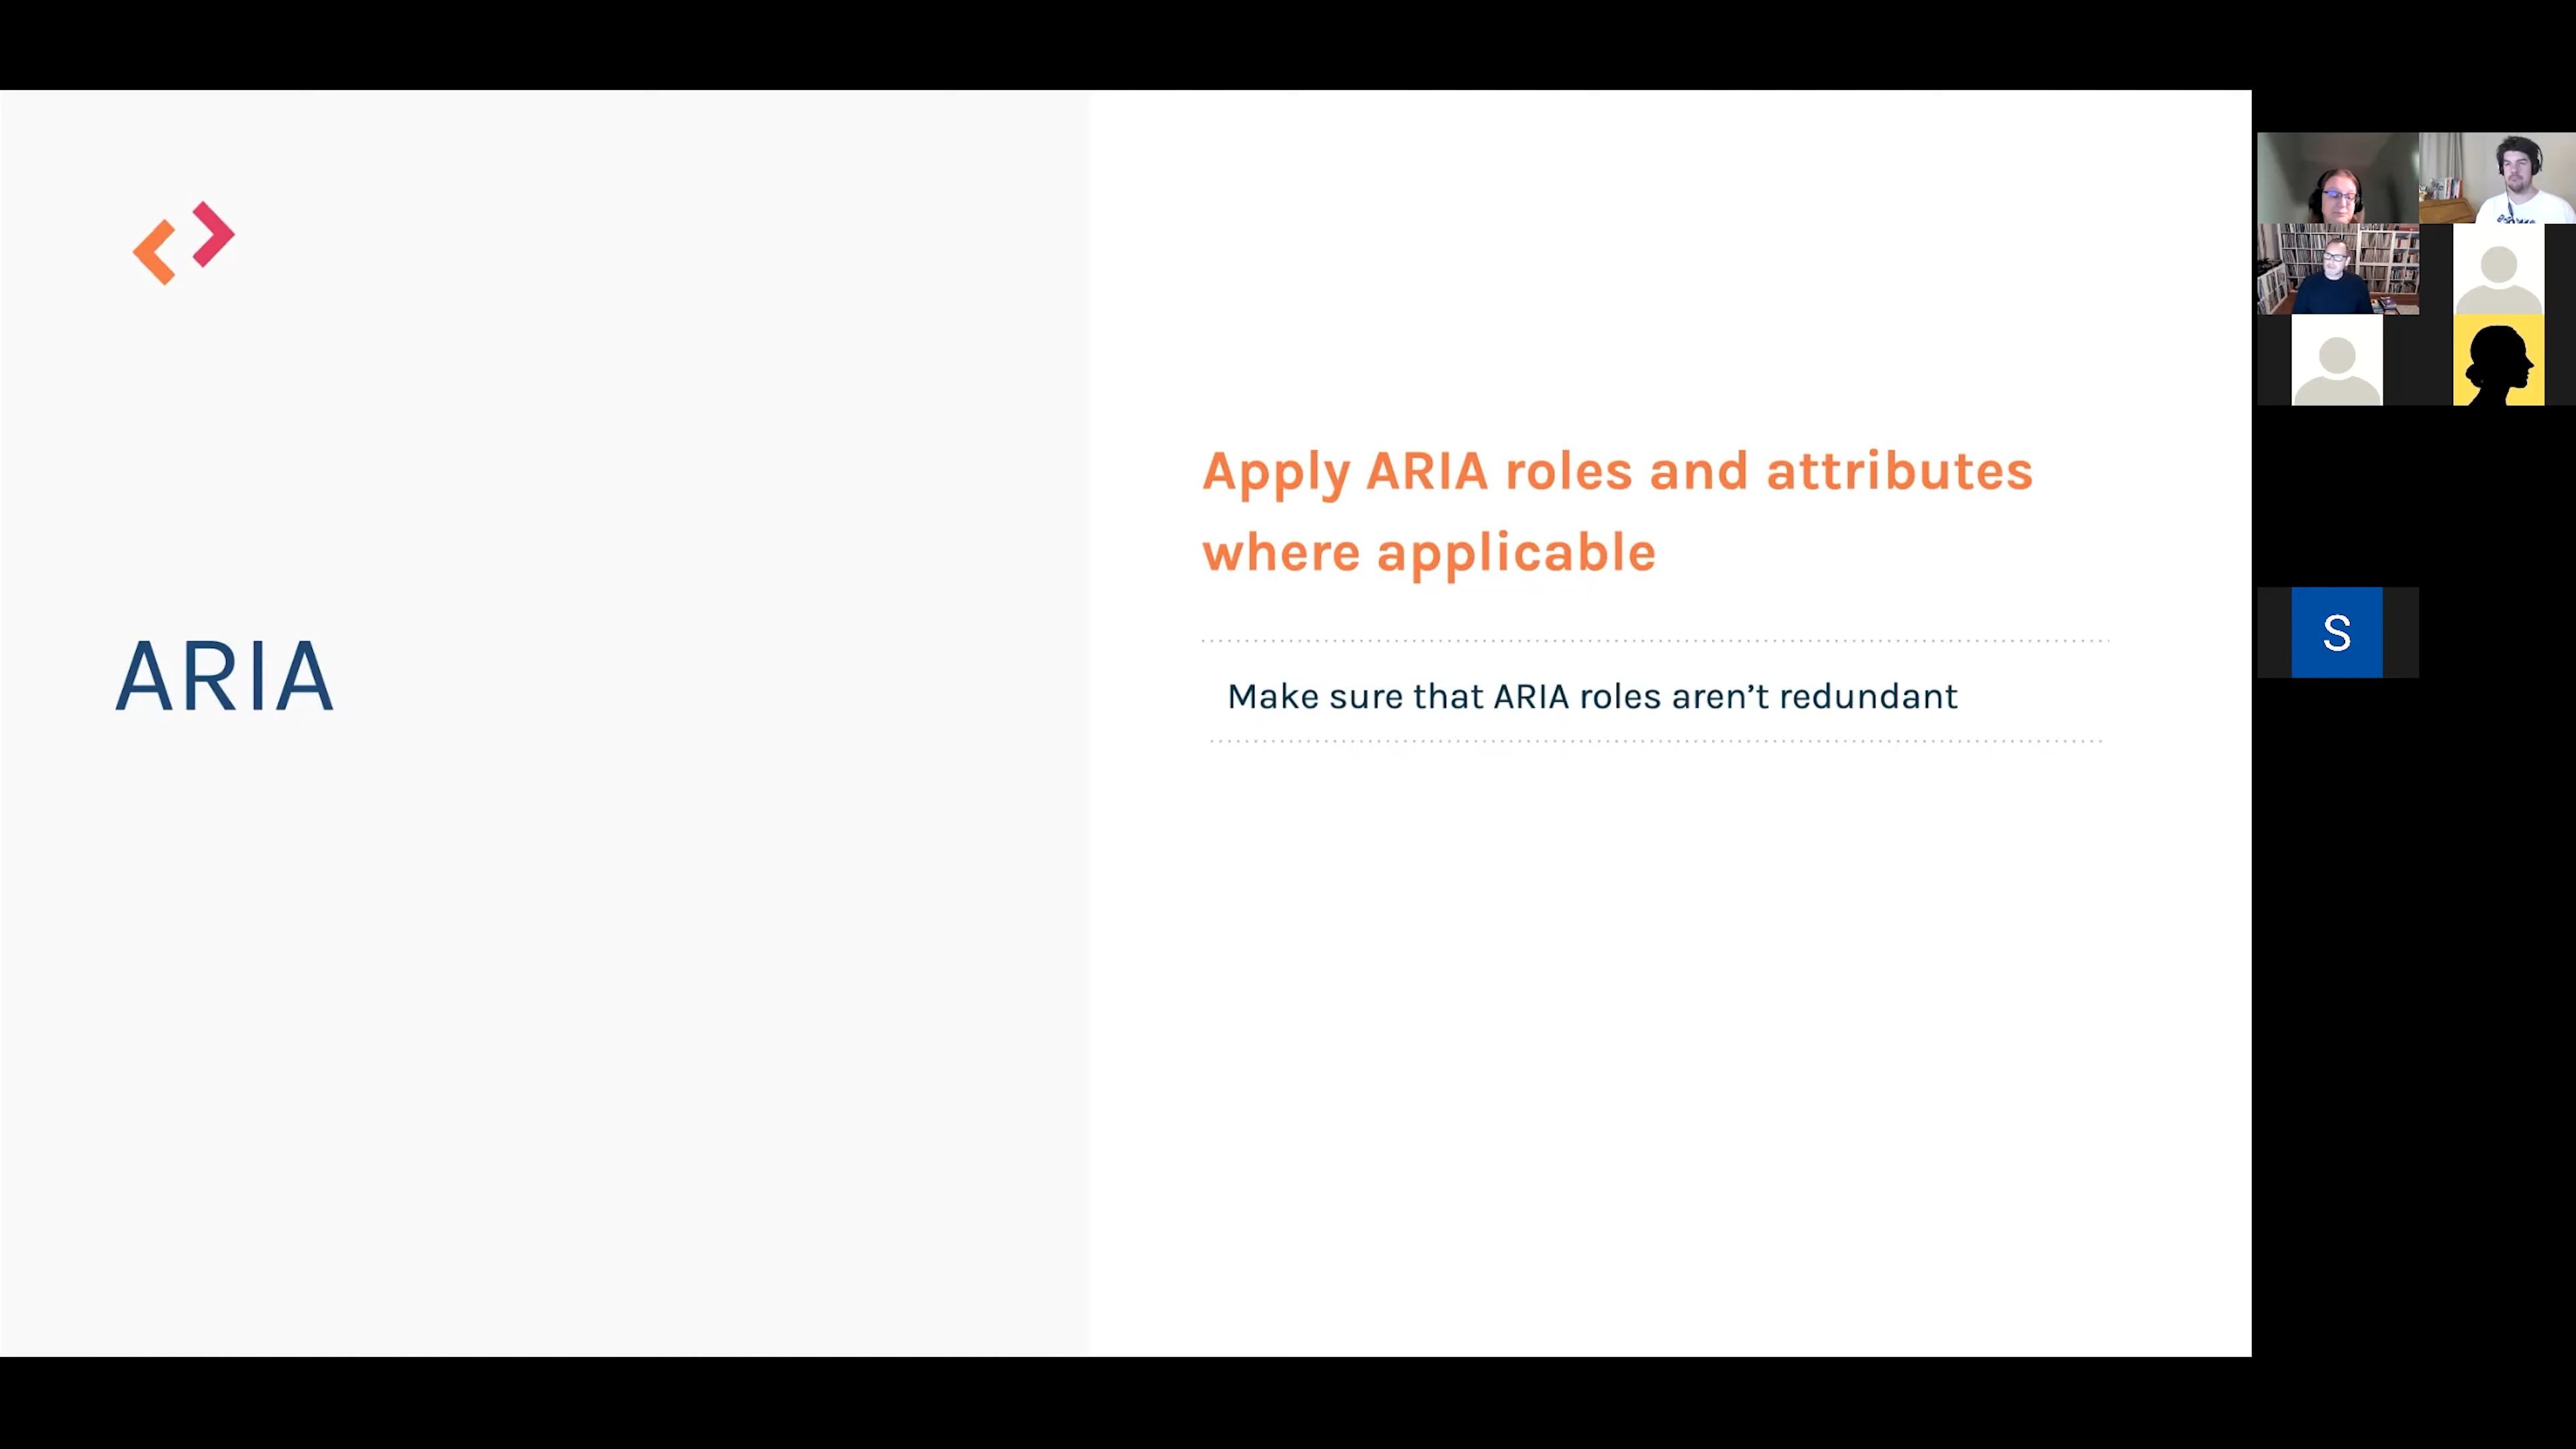 ARIA
Apply ARIA roles and attributes
where applicable
Make sure that ARIA roles aren’t redundant
S